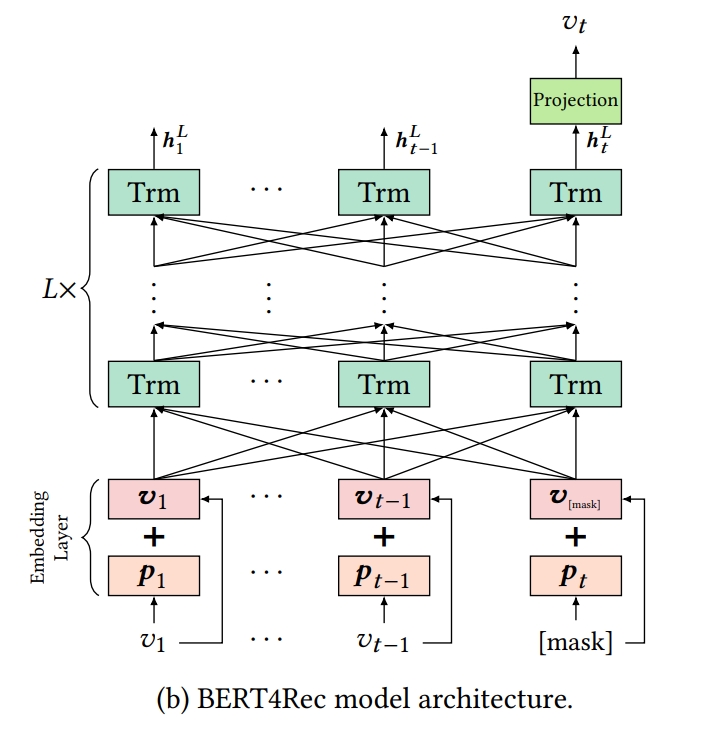 v_t
Projection
h_1^L h_{t-1}^L h_t^L
Trm ... Trm Trm
L×
Trm ... Trm Trm
Embedding
Layer
v_1 ... v_{t-1} v_{[mask]}
+ + +
p_1 ... p_{t-1} p_t
v_1 ... v_{t-1} [mask]
(b) BERT4Rec model architecture.